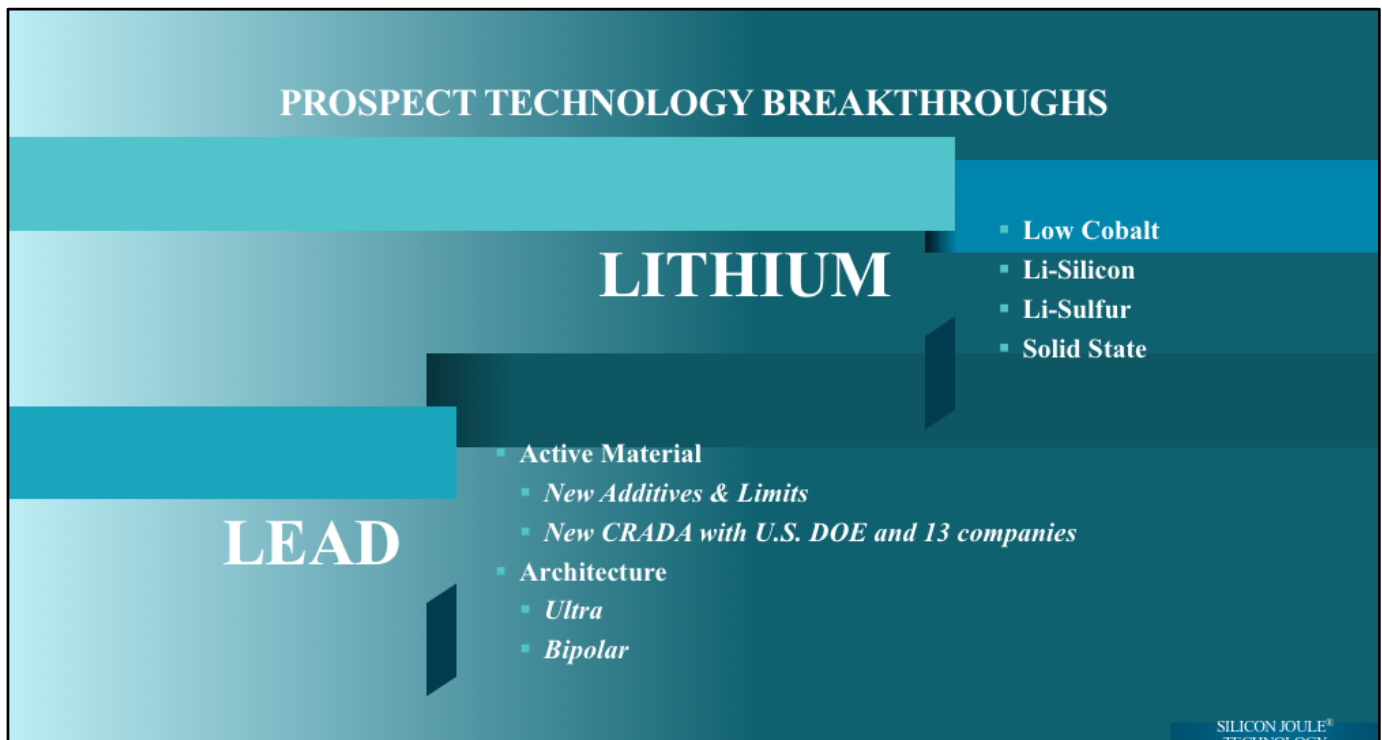 PROSPECT TECHNOLOGY BREAKTHROUGHS
LITHIUM
Low Cobalt
Li-Silicon
Li-Sulfur
Solid State
LEAD
Active Material
New Additives & Limits
New CRADA with U.S. DOE and 13 companies
Architecture
Ultra
Bipolar
SILICON JOULE®
TECHNOLOGY